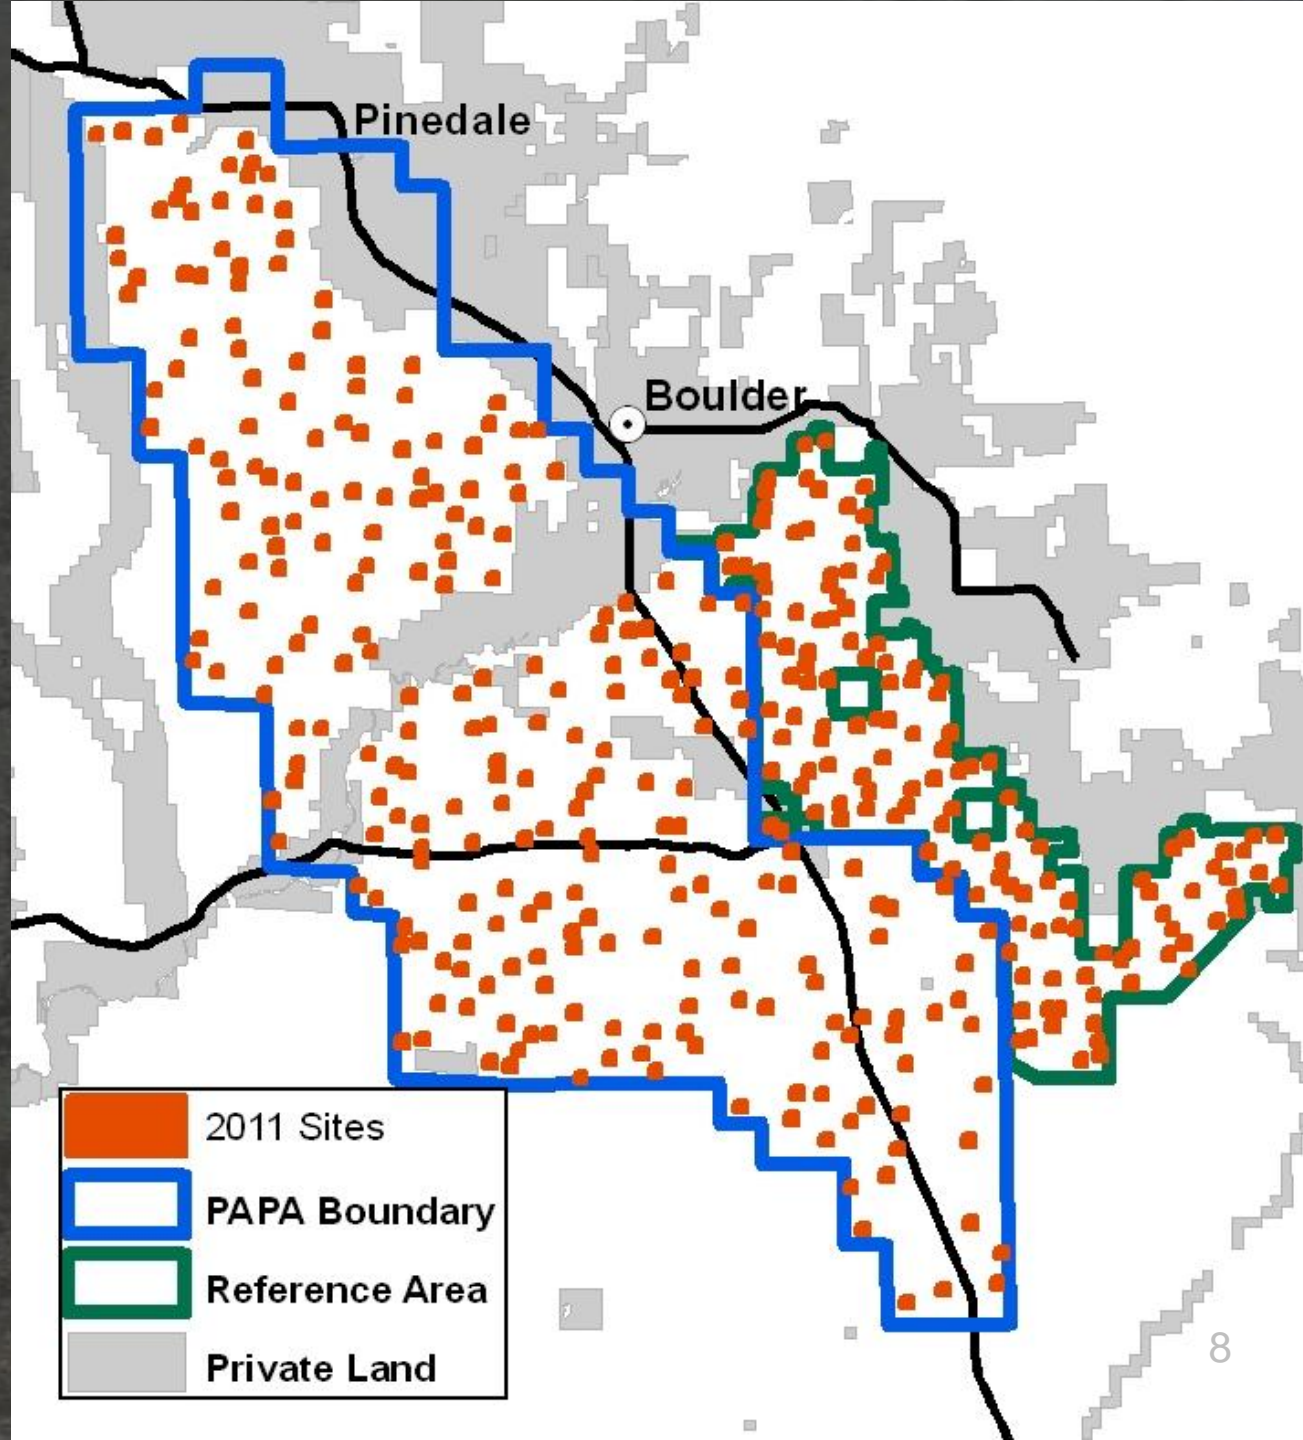 Pinedale
Boulder
2011 Sites
PAPA Boundary
Reference Area
Private Land
8